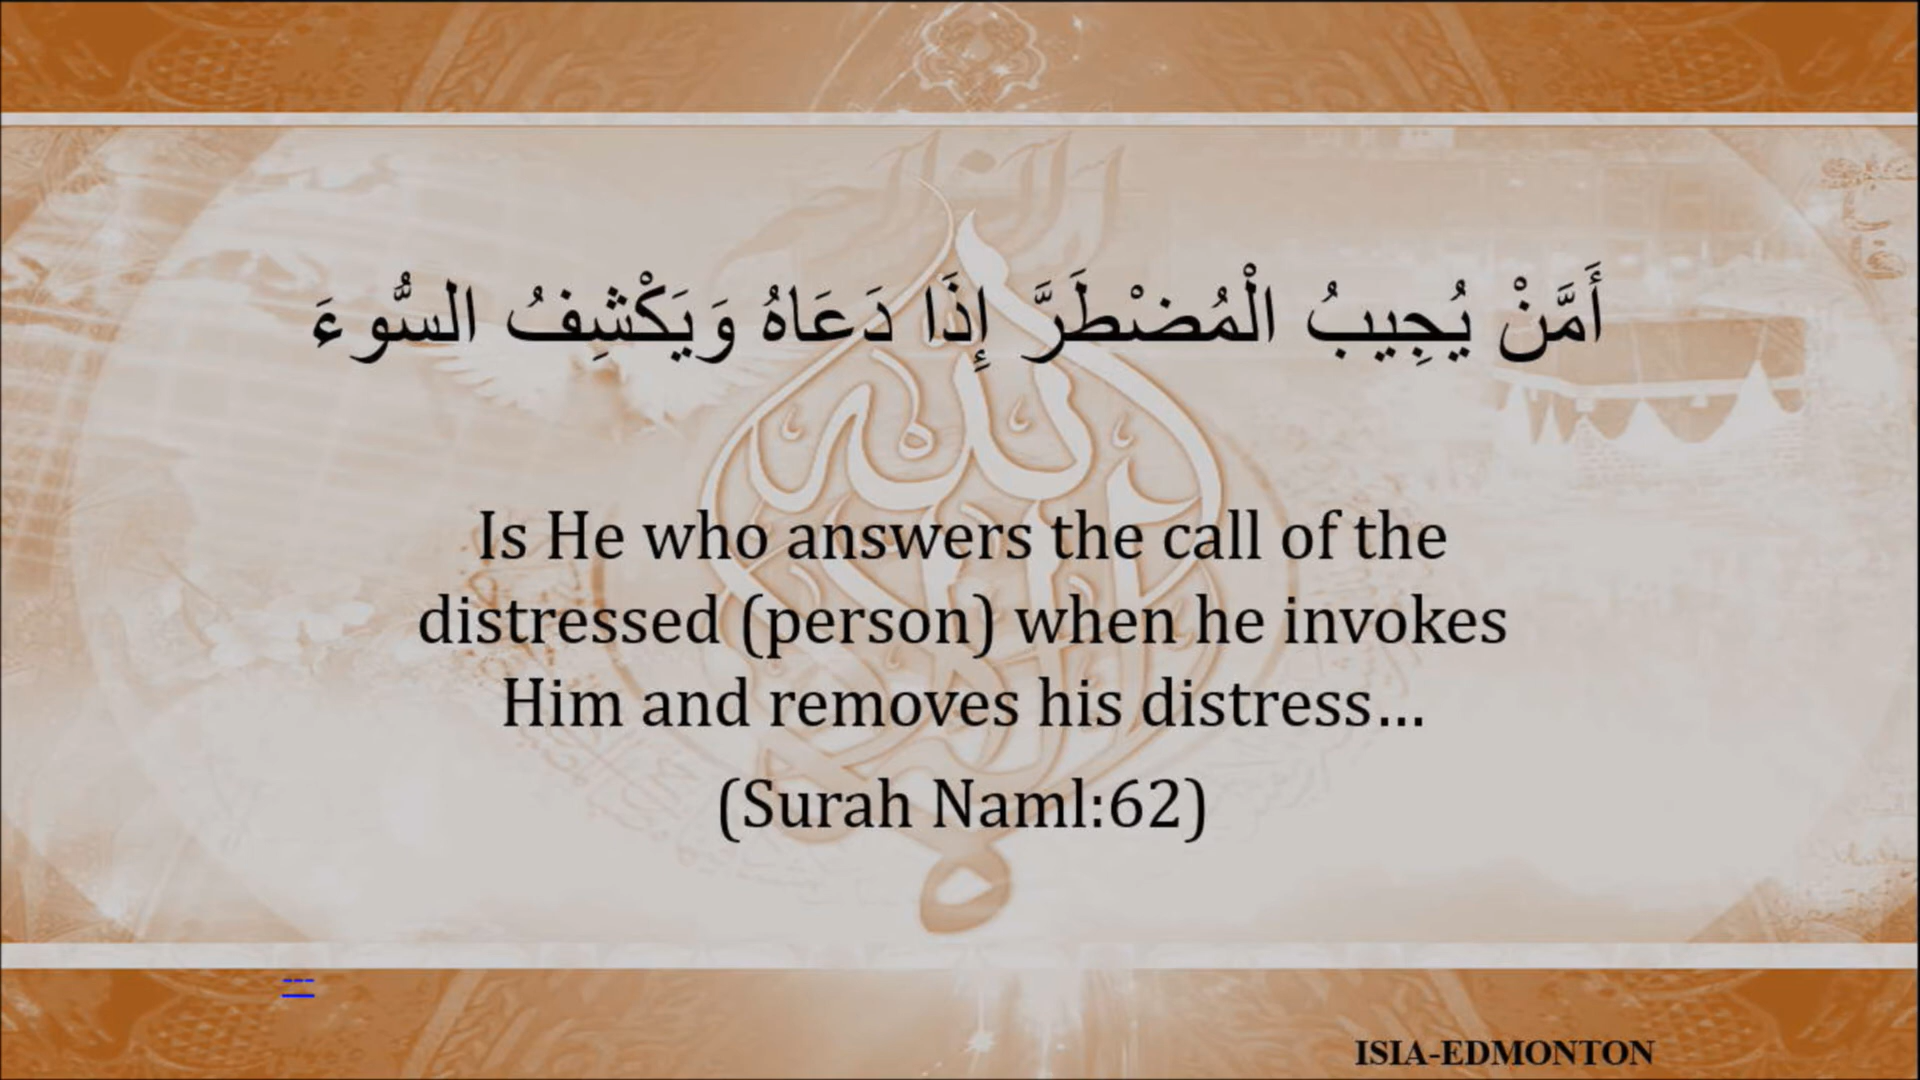 أَمَّنْ يُجِيبُ الْمُضْطَرَّ إِذَا دَعَاهُ وَيَكْشِفُ السُّوءَ
Is He who answers the call of the
distressed (person) when he invokes
Him and removes his distress…
(Surah Naml:62)
---
ISIA-EDMONTON